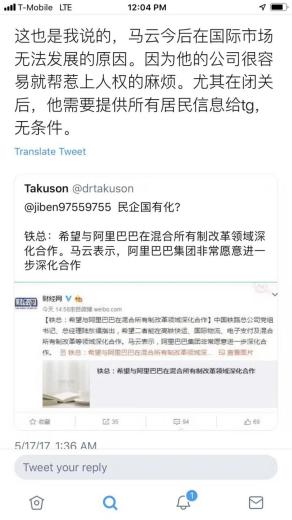 T-Mobile LTE
12:04 PM
这也是我说的，马云今后在国际市场
无法发展的原因。因为他的公司很容
易就帮惹上人权的麻烦。尤其在闭关
后，他需要提供所有居民信息给tg，
无条件。
Translate Tweet
Takuson @drtakuson
@jiben97559755 民企国有化?
铁总：希望与阿里巴巴在混合所有制改革领域深
化合作。马云表示，阿里巴巴集团非常愿意进一
步深化合作
财经网
今天 14:58
【铁总：希望与阿里巴巴在混合所有制改革领域深化合作】中国铁路总公司党组
书记、总经理陆东福指出，希望二者能在高铁快运、国际物流、电子支付及混合
所有制改革等领域深化合作。马云表示，阿里巴巴集团非常愿意进一步深化合
作。 铁总：希望与阿里巴巴在混合所有制改革领域深... 查看图片
铁总：希望与阿里巴巴在混合所有制改革领域深化合作
收藏
35
94
69
5/17/17, 1:36 AM
Tweet your reply
1